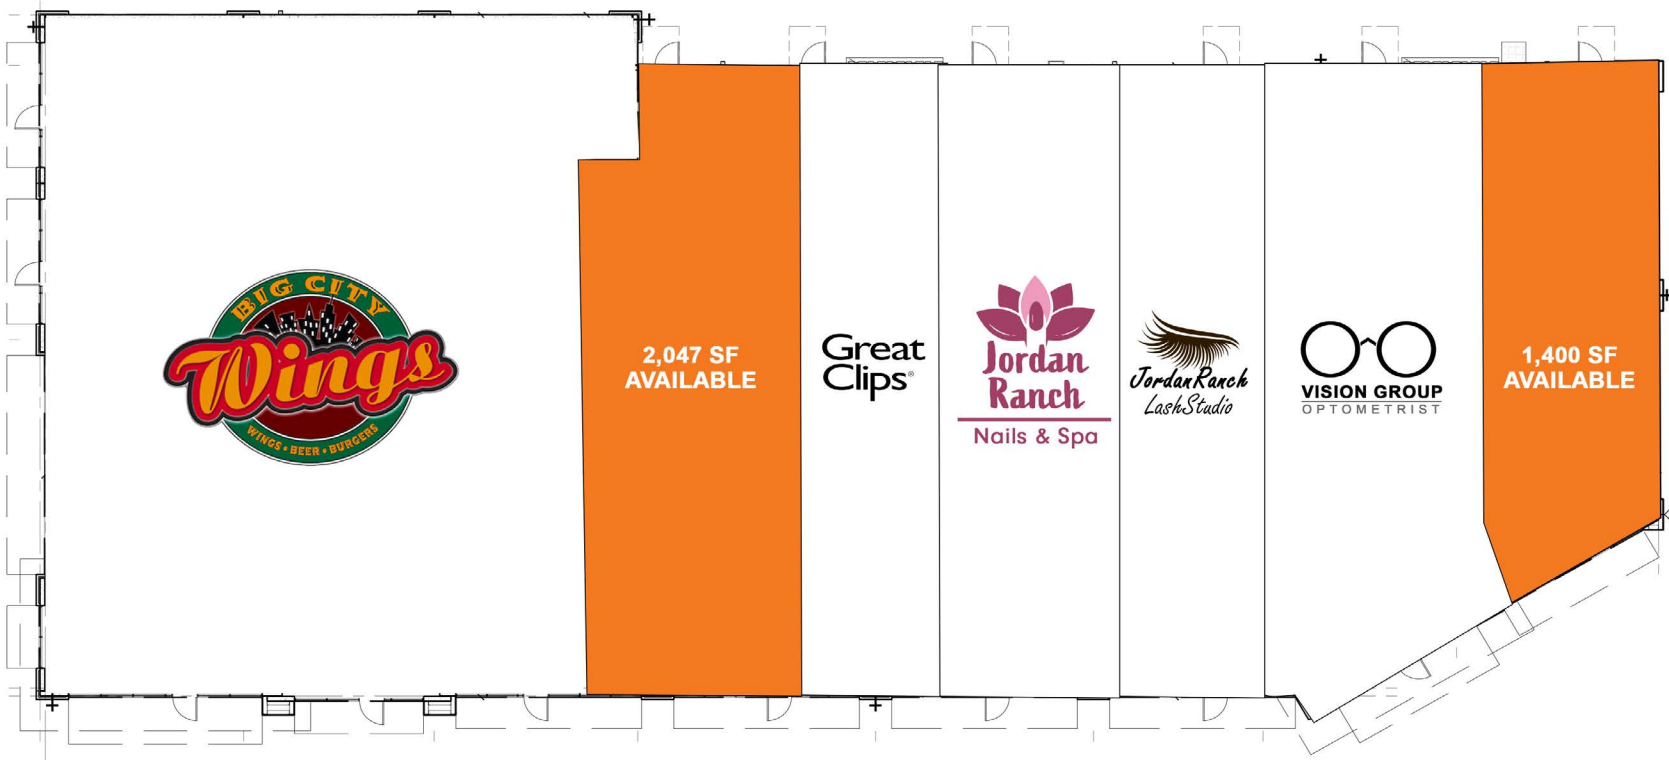 BIG CITY
Wings
WINGS • BEER • BURGERS
2,047 SF
AVAILABLE
Great
Clips®
Jordan
Ranch
Nails & Spa
JordanRanch
LashStudio
VISION GROUP
OPTOMETRIST
1,400 SF
AVAILABLE